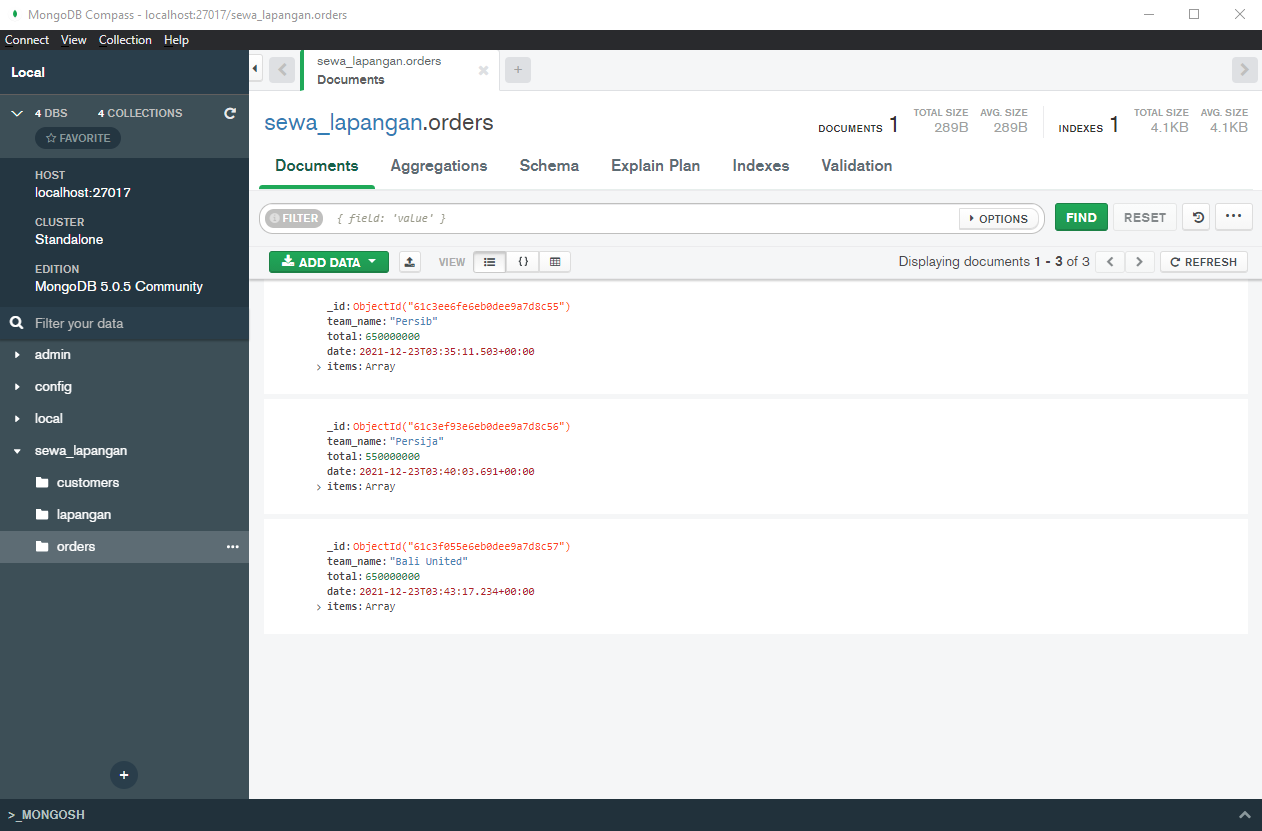 MongoDB Compass - localhost:27017/sewa_lapangan.orders
Connect View Collection Help
Local
4 DBS 4 COLLECTIONS
FAVORITE
HOST
localhost:27017
CLUSTER
Standalone
EDITION
MongoDB 5.0.5 Community
Filter your data
admin
config
local
sewa_lapangan
customers
lapangan
orders
sewa_lapangan.orders
Documents
sewa_lapangan.orders
DOCUMENTS 1 TOTAL SIZE 289B AVG. SIZE 289B INDEXES 1 TOTAL SIZE 4.1KB AVG. SIZE 4.1KB
Documents Aggregations Schema Explain Plan Indexes Validation
FILTER { field: 'value' } OPTIONS FIND RESET
ADD DATA VIEW {} Displaying documents 1 - 3 of 3 REFRESH
_id: ObjectId("61c3ee6fe6eb0dee9a7d8c55")
team_name: "Persib"
total: 650000000
date: 2021-12-23T03:35:11.503+00:00
items: Array
_id: ObjectId("61c3ef93e6eb0dee9a7d8c56")
team_name: "Persija"
total: 550000000
date: 2021-12-23T03:40:03.691+00:00
items: Array
_id: ObjectId("61c3f055e6eb0dee9a7d8c57")
team_name: "Bali United"
total: 650000000
date: 2021-12-23T03:43:17.234+00:00
items: Array
>_MONGOSH